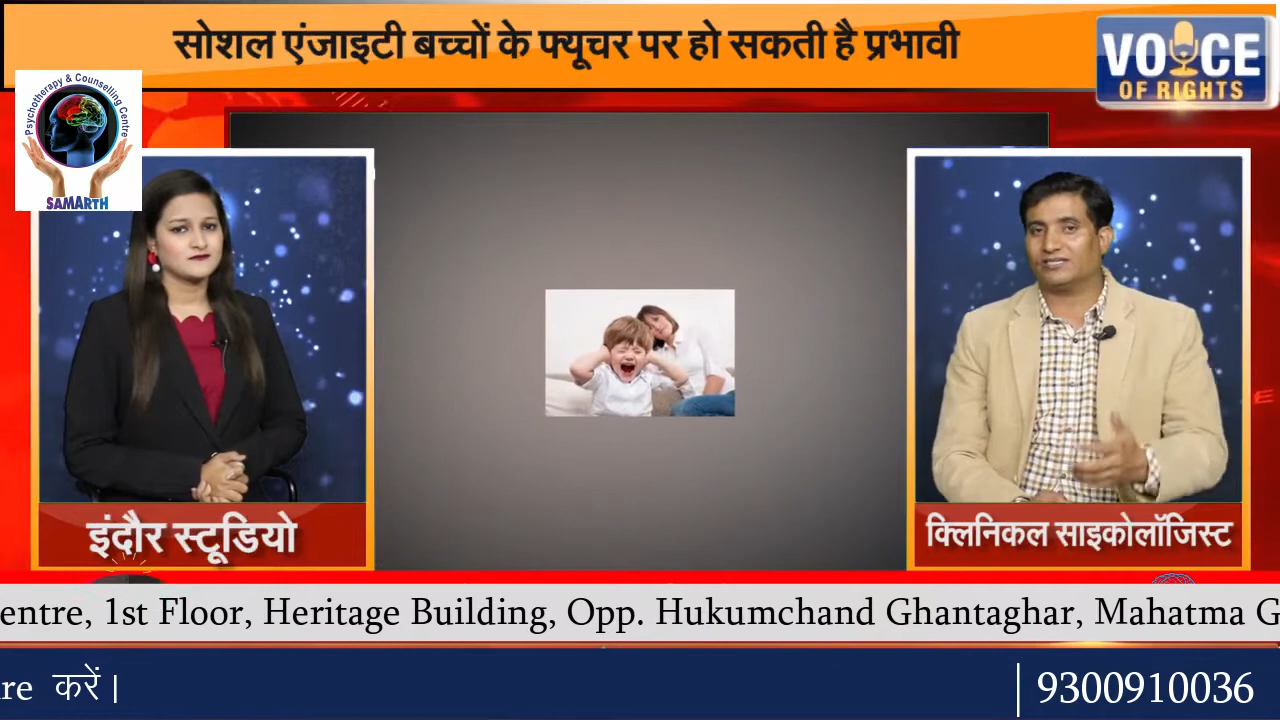 सोशल एंजाइटी बच्चों के फ्यूचर पर हो सकती है प्रभावी
VOICE
OF RIGHTS
Psychotherapy & Counselling Centre
SAMARTH
इंदौर स्टूडियो
क्लिनिकल साइकोलॉजिस्ट
entre, 1st Floor, Heritage Building, Opp. Hukumchand Ghantaghar, Mahatma G
re करें |
| 9300910036